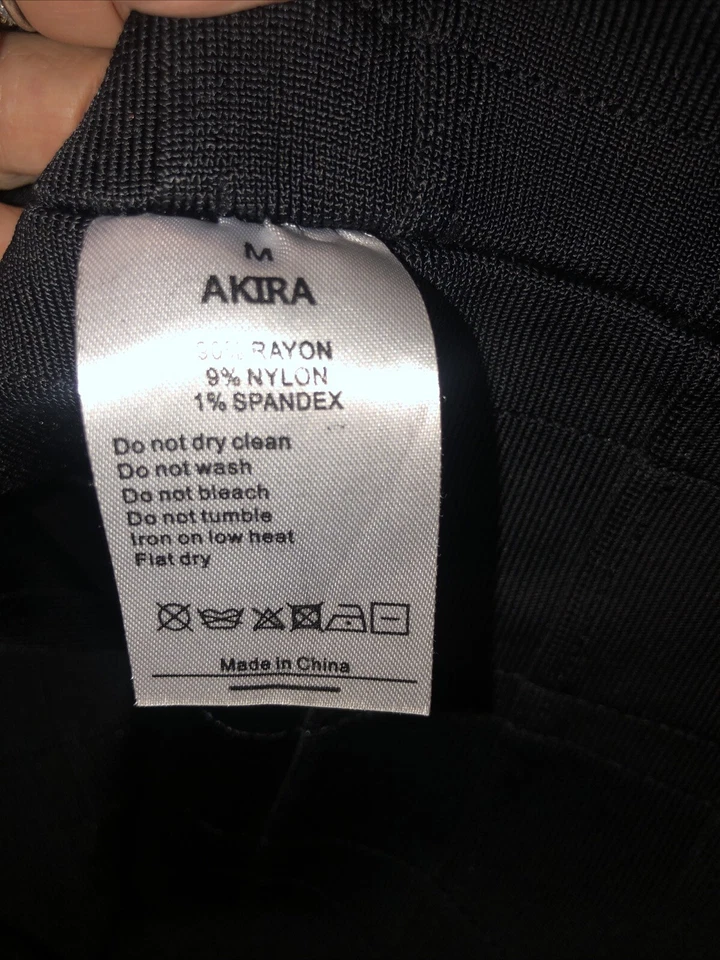 M
AKIRA
RAYON
9% NYLON
1% SPANDEX
Do not dry clean
Do not wash
Do not bleach
Do not tumble
Iron on low heat
Flat dry
Made in China